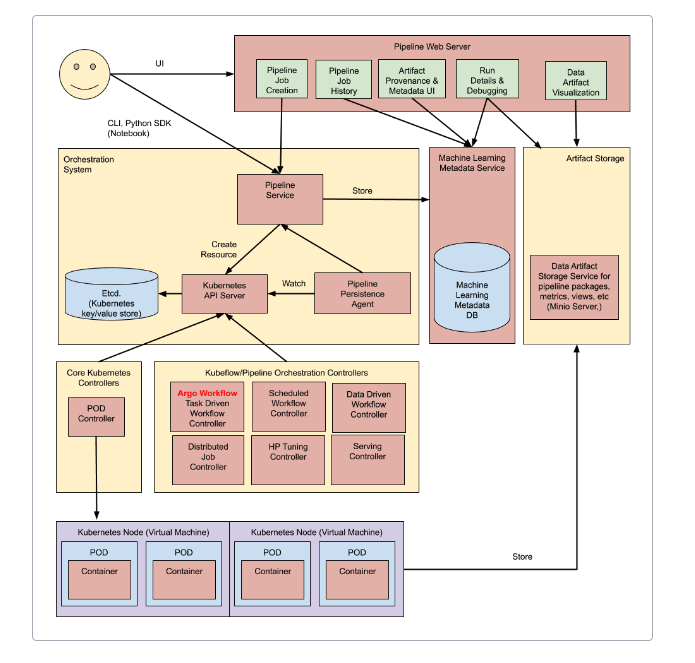 Pipeline Web Server
UI
Pipeline
Job
Creation
Pipeline
Job
History
Artifact
Provenance &
Metadata UI
Run
Details &
Debugging
Data
Artifact
Visualization
CLI, Python SDK
(Notebook)
Orchestration
System
Pipeline
Service
Store
Machine Learning
Metadata Service
Artifact Storage
Create
Resource
Etcd.
(Kubernetes
key/value store)
Kubernetes
API Server
Watch
Pipeline
Persistence
Agent
Machine
Learning
Metadata
DB
Data Artifact
Storage Service for
pipeliine packages,
metrics, views, etc
(Minio Server,)
Core Kubernetes
Controllers
POD
Controller
Kubeflow/Pipeline Orchestration Controllers
Argo Workflow
Task Driven
Workflow
Controller
Scheduled
Workflow
Controller
Data Driven
Workflow
Controller
Distributed
Job
Controller
HP Tuning
Controller
Serving
Controller
Kubernetes Node (Virtual Machine)
POD
Container
POD
Container
Kubernetes Node (Virtual Machine)
POD
Container
POD
Container
Store